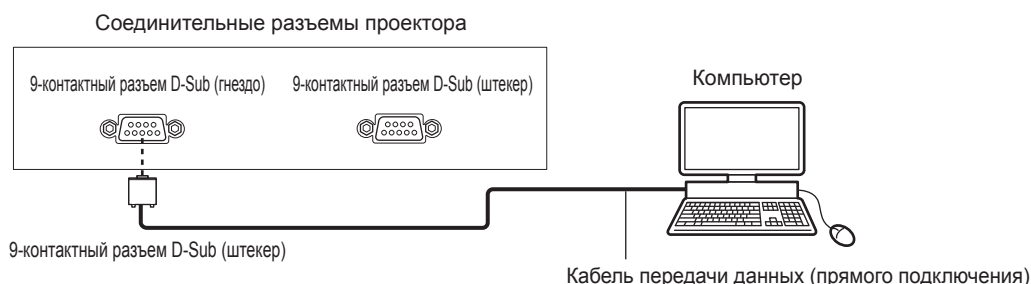 Соединительные разъемы проектора
9-контактный разъем D-Sub (гнездо)
9-контактный разъем D-Sub (штекер)
Компьютер
9-контактный разъем D-Sub (штекер)
Кабель передачи данных (прямого подключения)